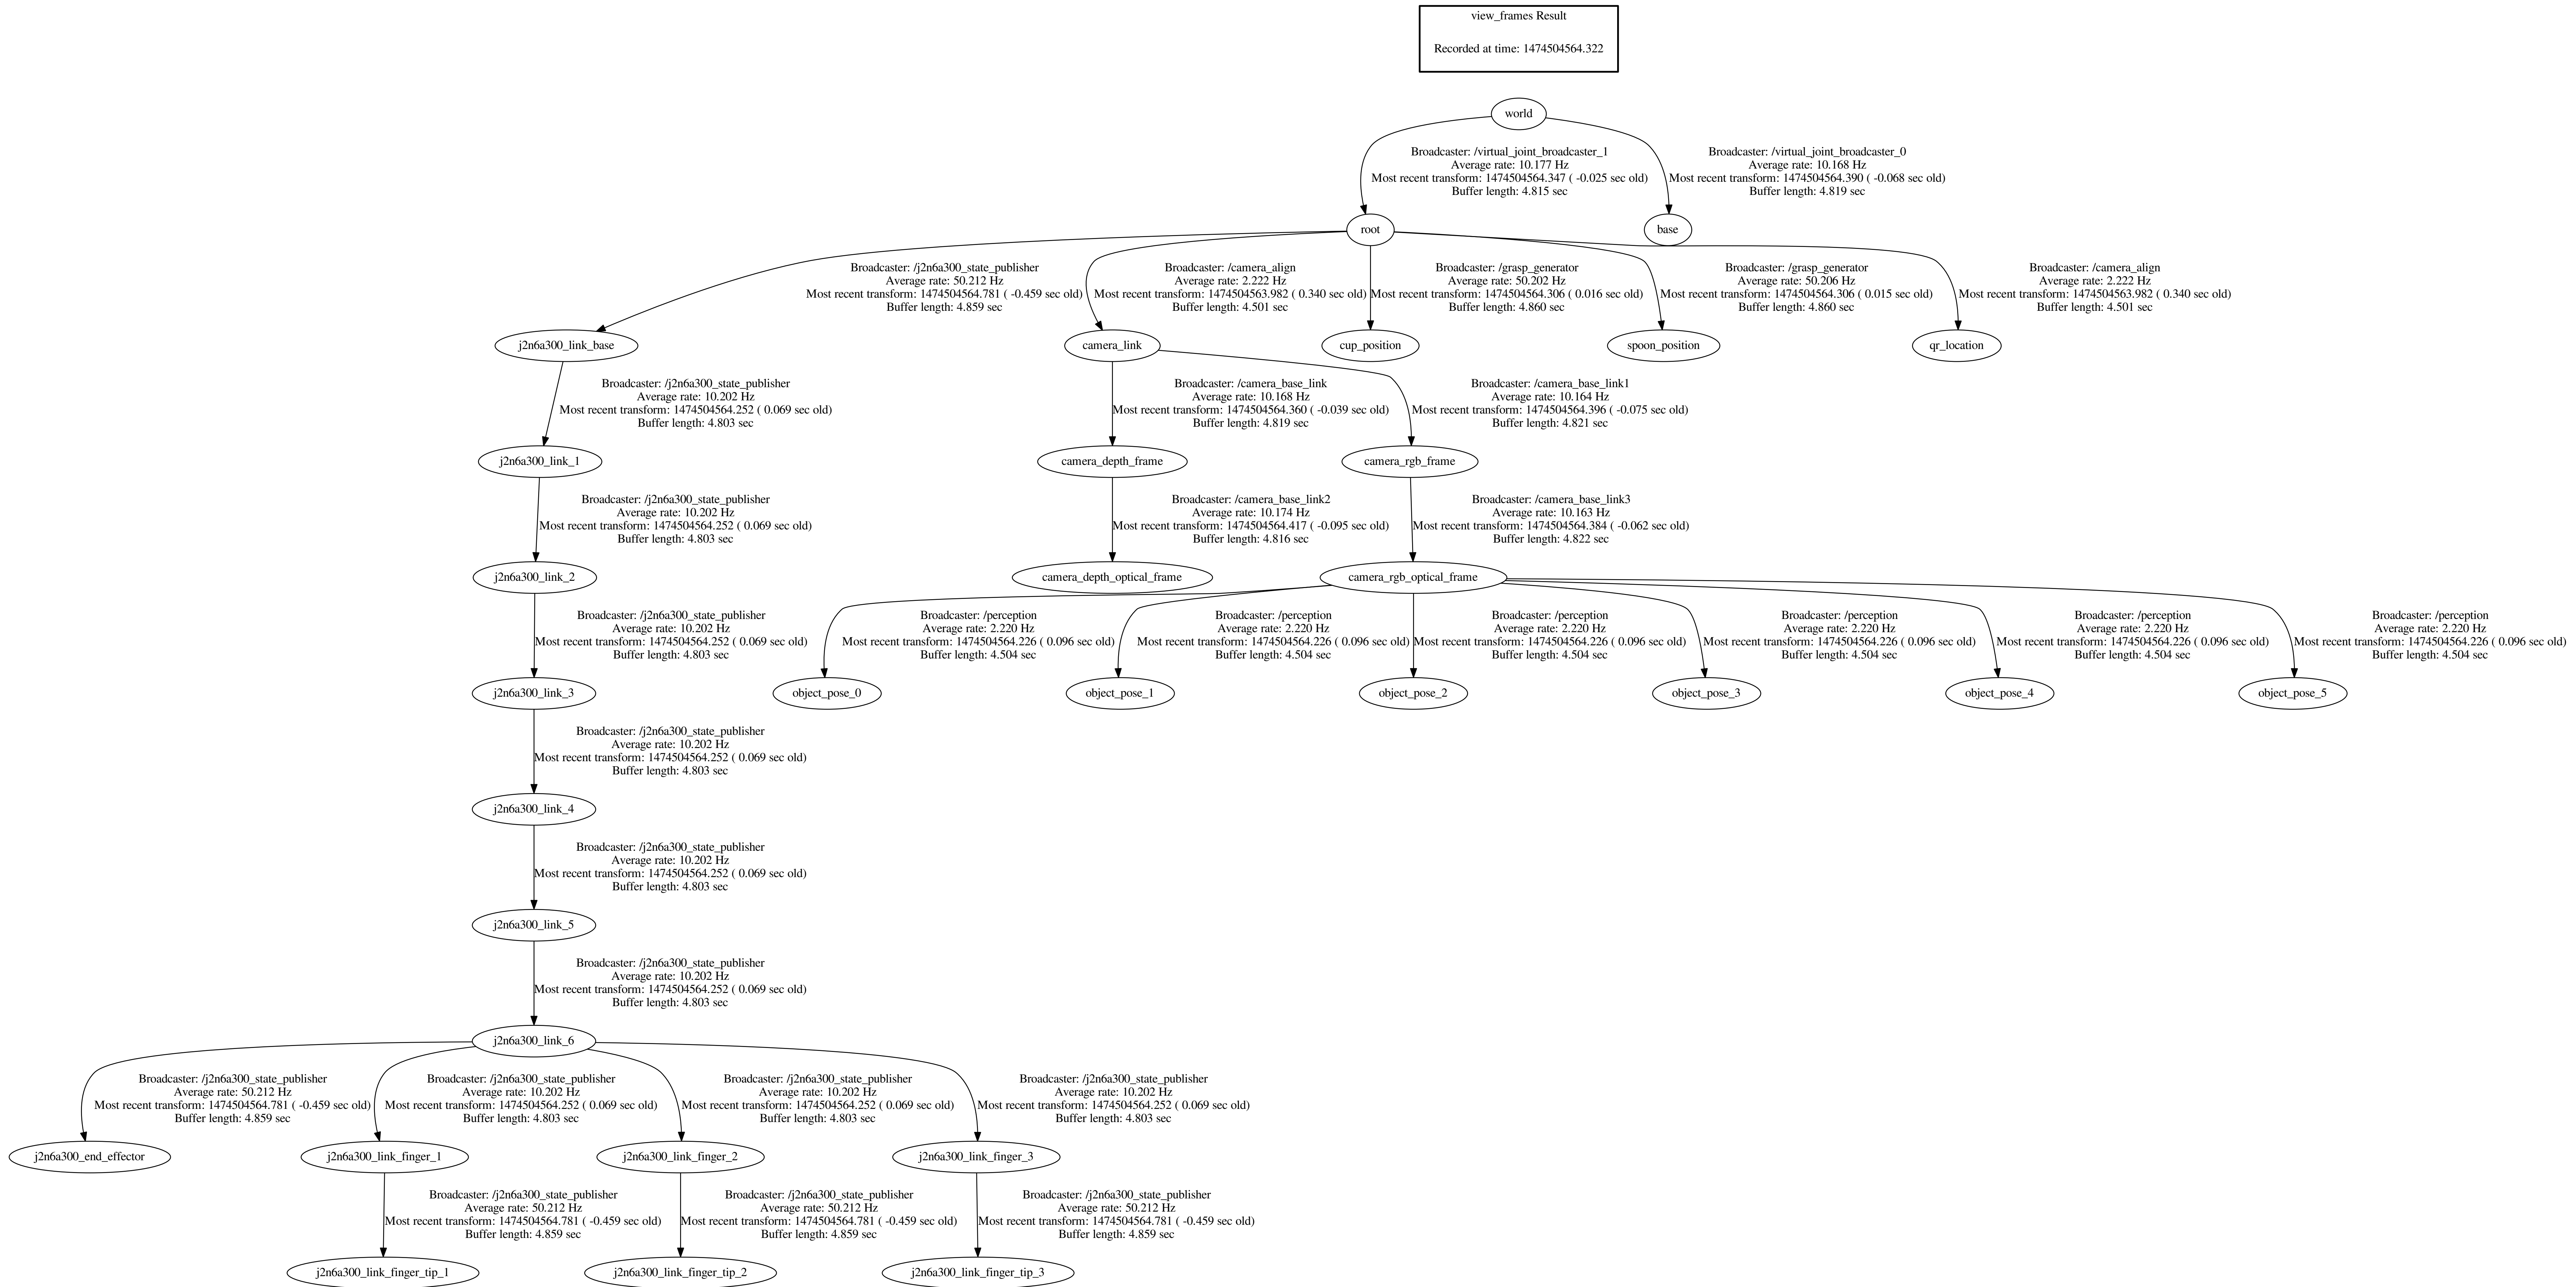 view_frames Result
Recorded at time: 1474504564.322
world
Broadcaster: /virtual_joint_broadcaster_1
Average rate: 10.177 Hz
Most recent transform: 1474504564.347 ( -0.025 sec old)
Buffer length: 4.815 sec
Broadcaster: /virtual_joint_broadcaster_0
Average rate: 10.168 Hz
Most recent transform: 1474504564.390 ( -0.068 sec old)
Buffer length: 4.819 sec
root
base
Broadcaster: /j2n6a300_state_publisher
Average rate: 50.212 Hz
Most recent transform: 1474504564.781 ( -0.459 sec old)
Buffer length: 4.859 sec
Broadcaster: /camera_align
Average rate: 2.222 Hz
Most recent transform: 1474504563.982 ( 0.340 sec old)
Buffer length: 4.501 sec
Broadcaster: /grasp_generator
Average rate: 50.202 Hz
Most recent transform: 1474504564.306 ( 0.016 sec old)
Buffer length: 4.860 sec
Broadcaster: /grasp_generator
Average rate: 50.206 Hz
Most recent transform: 1474504564.306 ( 0.015 sec old)
Buffer length: 4.860 sec
Broadcaster: /camera_align
Average rate: 2.222 Hz
Most recent transform: 1474504563.982 ( 0.340 sec old)
Buffer length: 4.501 sec
j2n6a300_link_base
camera_link
cup_position
spoon_position
qr_location
Broadcaster: /j2n6a300_state_publisher
Average rate: 10.202 Hz
Most recent transform: 1474504564.252 ( 0.069 sec old)
Buffer length: 4.803 sec
Broadcaster: /camera_base_link
Average rate: 10.168 Hz
Most recent transform: 1474504564.360 ( -0.039 sec old)
Buffer length: 4.819 sec
Broadcaster: /camera_base_link1
Average rate: 10.164 Hz
Most recent transform: 1474504564.396 ( -0.075 sec old)
Buffer length: 4.821 sec
j2n6a300_link_1
camera_depth_frame
camera_rgb_frame
Broadcaster: /j2n6a300_state_publisher
Average rate: 10.202 Hz
Most recent transform: 1474504564.252 ( 0.069 sec old)
Buffer length: 4.803 sec
Broadcaster: /camera_base_link2
Average rate: 10.174 Hz
Most recent transform: 1474504564.417 ( -0.095 sec old)
Buffer length: 4.816 sec
Broadcaster: /camera_base_link3
Average rate: 10.163 Hz
Most recent transform: 1474504564.384 ( -0.062 sec old)
Buffer length: 4.822 sec
j2n6a300_link_2
camera_depth_optical_frame
camera_rgb_optical_frame
Broadcaster: /j2n6a300_state_publisher
Average rate: 10.202 Hz
Most recent transform: 1474504564.252 ( 0.069 sec old)
Buffer length: 4.803 sec
Broadcaster: /perception
Average rate: 2.220 Hz
Most recent transform: 1474504564.226 ( 0.096 sec old)
Buffer length: 4.504 sec
Broadcaster: /perception
Average rate: 2.220 Hz
Most recent transform: 1474504564.226 ( 0.096 sec old)
Buffer length: 4.504 sec
Broadcaster: /perception
Average rate: 2.220 Hz
Most recent transform: 1474504564.226 ( 0.096 sec old)
Buffer length: 4.504 sec
Broadcaster: /perception
Average rate: 2.220 Hz
Most recent transform: 1474504564.226 ( 0.096 sec old)
Buffer length: 4.504 sec
Broadcaster: /perception
Average rate: 2.220 Hz
Most recent transform: 1474504564.226 ( 0.096 sec old)
Buffer length: 4.504 sec
Broadcaster: /perception
Average rate: 2.220 Hz
Most recent transform: 1474504564.226 ( 0.096 sec old)
Buffer length: 4.504 sec
j2n6a300_link_3
object_pose_0
object_pose_1
object_pose_2
object_pose_3
object_pose_4
object_pose_5
Broadcaster: /j2n6a300_state_publisher
Average rate: 10.202 Hz
Most recent transform: 1474504564.252 ( 0.069 sec old)
Buffer length: 4.803 sec
j2n6a300_link_4
Broadcaster: /j2n6a300_state_publisher
Average rate: 10.202 Hz
Most recent transform: 1474504564.252 ( 0.069 sec old)
Buffer length: 4.803 sec
j2n6a300_link_5
Broadcaster: /j2n6a300_state_publisher
Average rate: 10.202 Hz
Most recent transform: 1474504564.252 ( 0.069 sec old)
Buffer length: 4.803 sec
j2n6a300_link_6
Broadcaster: /j2n6a300_state_publisher
Average rate: 50.212 Hz
Most recent transform: 1474504564.781 ( -0.459 sec old)
Buffer length: 4.859 sec
Broadcaster: /j2n6a300_state_publisher
Average rate: 10.202 Hz
Most recent transform: 1474504564.252 ( 0.069 sec old)
Buffer length: 4.803 sec
Broadcaster: /j2n6a300_state_publisher
Average rate: 10.202 Hz
Most recent transform: 1474504564.252 ( 0.069 sec old)
Buffer length: 4.803 sec
Broadcaster: /j2n6a300_state_publisher
Average rate: 10.202 Hz
Most recent transform: 1474504564.252 ( 0.069 sec old)
Buffer length: 4.803 sec
j2n6a300_end_effector
j2n6a300_link_finger_1
j2n6a300_link_finger_2
j2n6a300_link_finger_3
Broadcaster: /j2n6a300_state_publisher
Average rate: 50.212 Hz
Most recent transform: 1474504564.781 ( -0.459 sec old)
Buffer length: 4.859 sec
Broadcaster: /j2n6a300_state_publisher
Average rate: 50.212 Hz
Most recent transform: 1474504564.781 ( -0.459 sec old)
Buffer length: 4.859 sec
Broadcaster: /j2n6a300_state_publisher
Average rate: 50.212 Hz
Most recent transform: 1474504564.781 ( -0.459 sec old)
Buffer length: 4.859 sec
j2n6a300_link_finger_tip_1
j2n6a300_link_finger_tip_2
j2n6a300_link_finger_tip_3